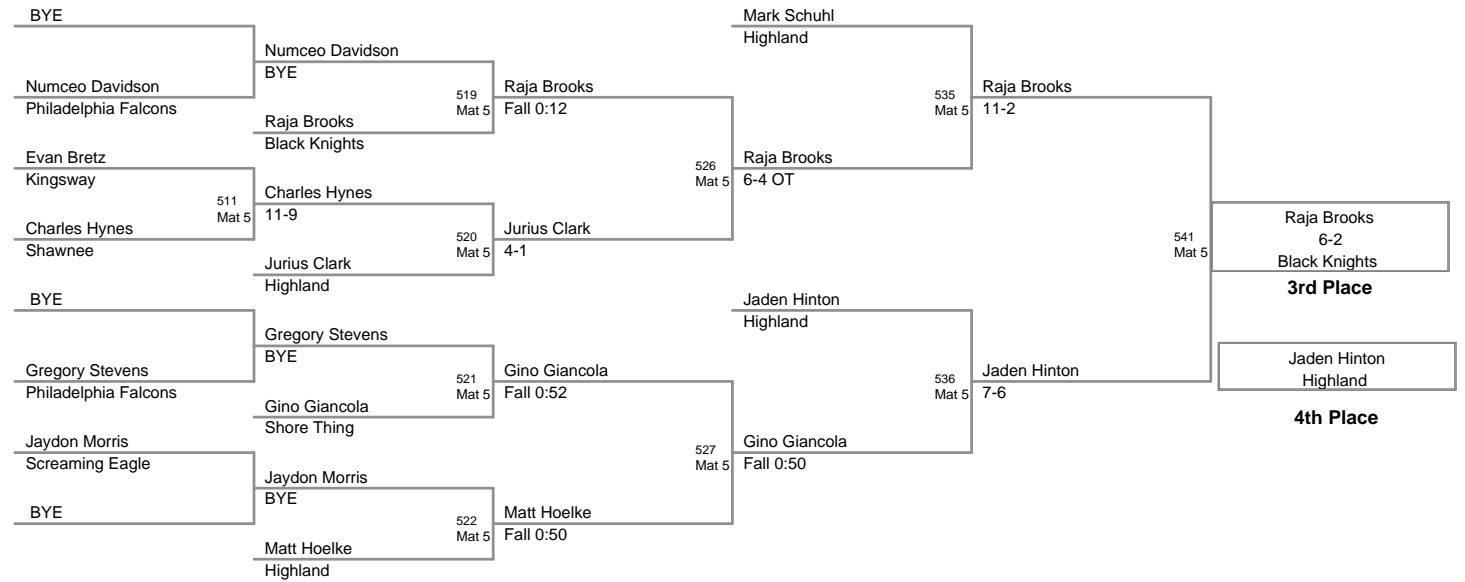 BYE
Numceo Davidson
Philadelphia Falcons
Evan Bretz
Kingsway
Charles Hynes
Shawnee
BYE
Gregory Stevens
Philadelphia Falcons
Jaydon Morris
Screaming Eagle
BYE
Numceo Davidson
BYE
Raja Brooks
Black Knights
511
Mat 5
Charles Hynes
11-9
Jurius Clark
Highland
Gregory Stevens
BYE
Gino Giancola
Shore Thing
Jaydon Morris
BYE
Matt Hoelke
Highland
519
Mat 5
Raja Brooks
Fall 0:12
520
Mat 5
Jurius Clark
4-1
521
Mat 5
Gino Giancola
Fall 0:52
522
Mat 5
Matt Hoelke
Fall 0:50
Mark Schuhl
Highland
526
Mat 5
Raja Brooks
6-4 OT
Jaden Hinton
Highland
527
Mat 5
Gino Giancola
Fall 0:50
535
Mat 5
Raja Brooks
11-2
536
Mat 5
Jaden Hinton
7-6
541
Mat 5
Raja Brooks
6-2
Black Knights
3rd Place
Jaden Hinton
Highland
4th Place